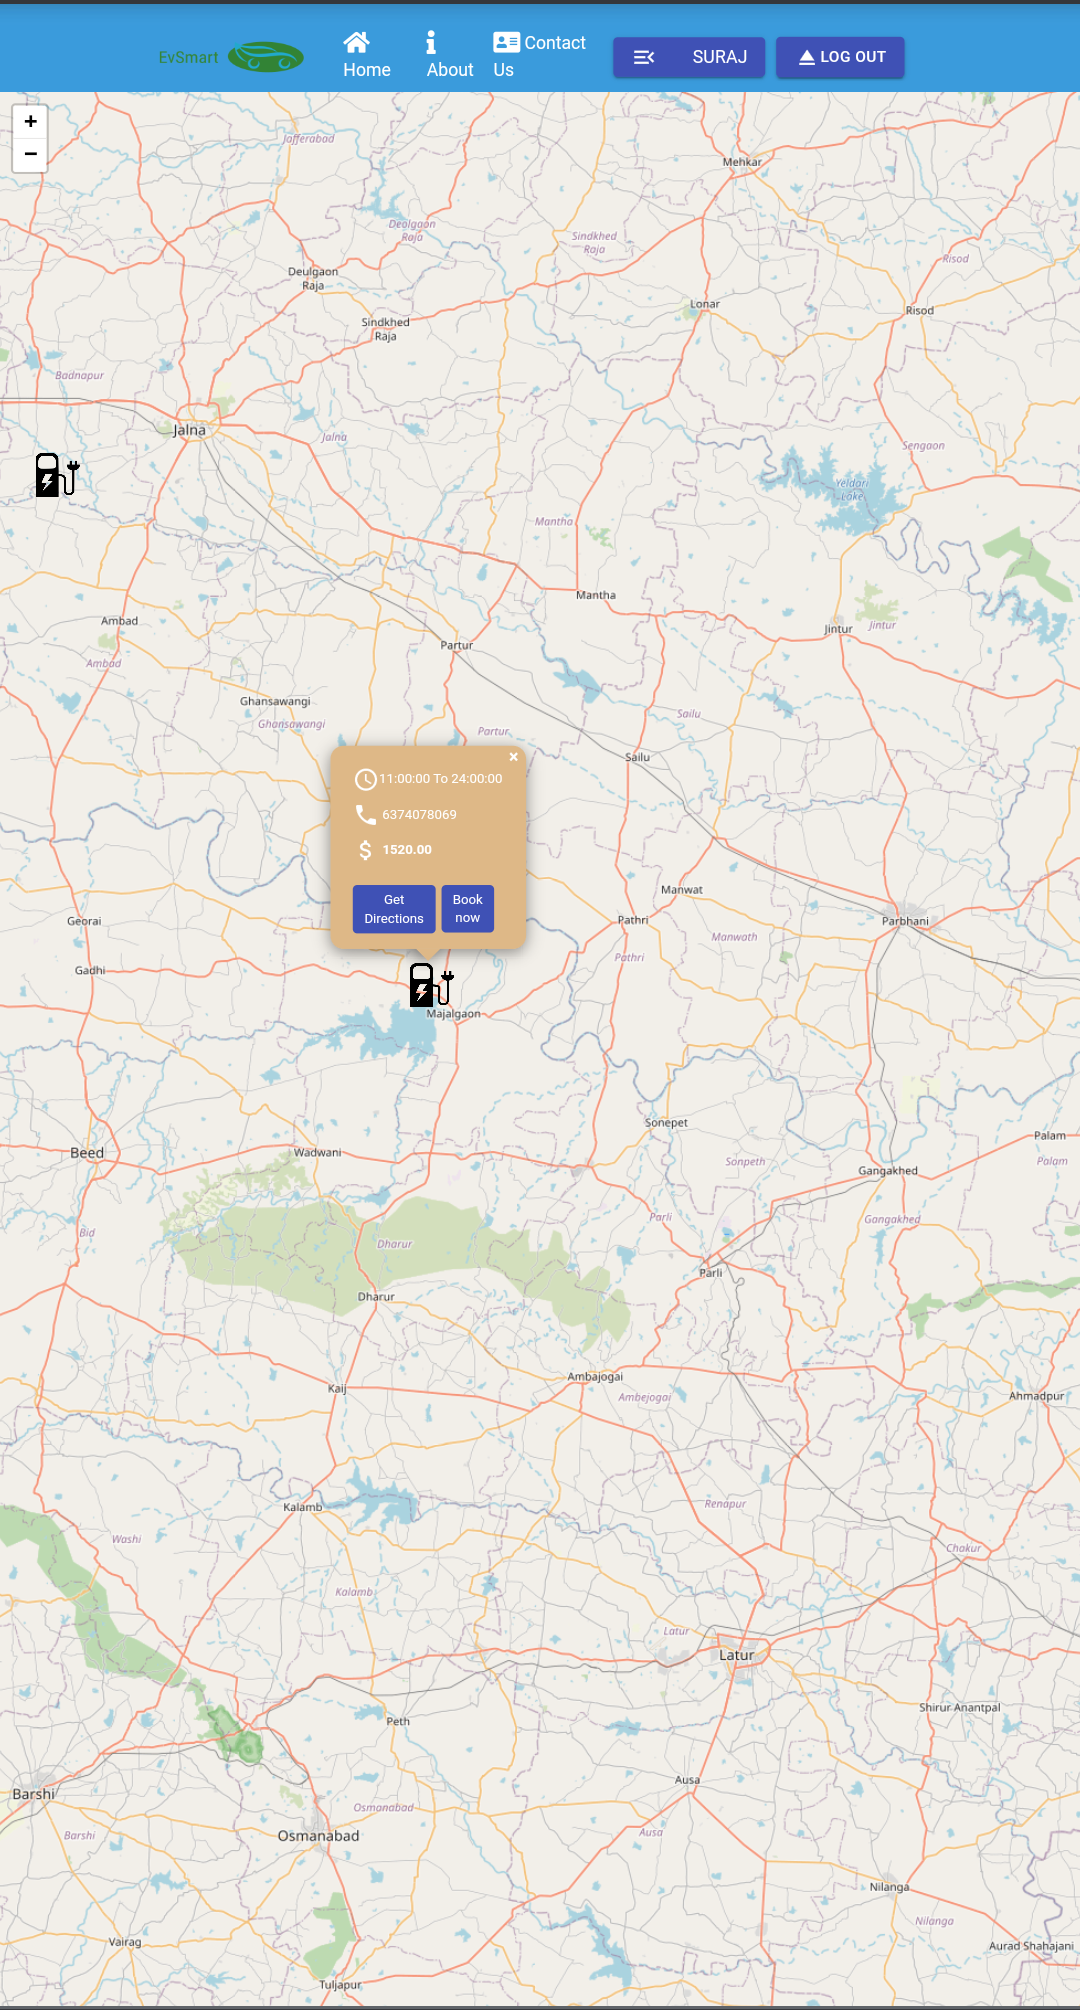 EvSmart
Home
About
Contact
Us
SURAJ
LOG OUT
+
−
Jafferabad
Mehkar
Deolgaon
Raja
Sindkhed
Raja
Risod
Deulgaon
Raja
Lonar
Risod
Sindkhed
Raja
Badnapur
Jalna
Jalna
Sengaon
Yeldari
Lake
Mantha
Mantha
Ambad
Jintur
Jintur
Partur
Ambad
Ghansawangi
Ghansawangi
Sailu
Partur
Sailu
×
11:00:00 To 24:00:00
6374078069
1520.00
Get
Directions
Book
now
Manwat
Georai
Pathri
Parbhani
Manwath
Pathri
Gadhi
Majalgaon
Sonepet
Palam
Beed
Wadwani
Sonpeth
Palam
Gangakhed
Parli
Gangakhed
Bid
Dharur
Parli
Dharur
Ambajogai
Kaij
Ambejogai
Ahmadpur
Kalamb
Renapur
Washi
Chakur
Kalamb
Latur
Latur
Shirur Anantpal
Peth
Ausa
Barshi
Osmanabad
Barshi
Osmanabad
Ausa
Nilanga
Nilanga
Vairag
Aurad Shahajani
Tuljapur